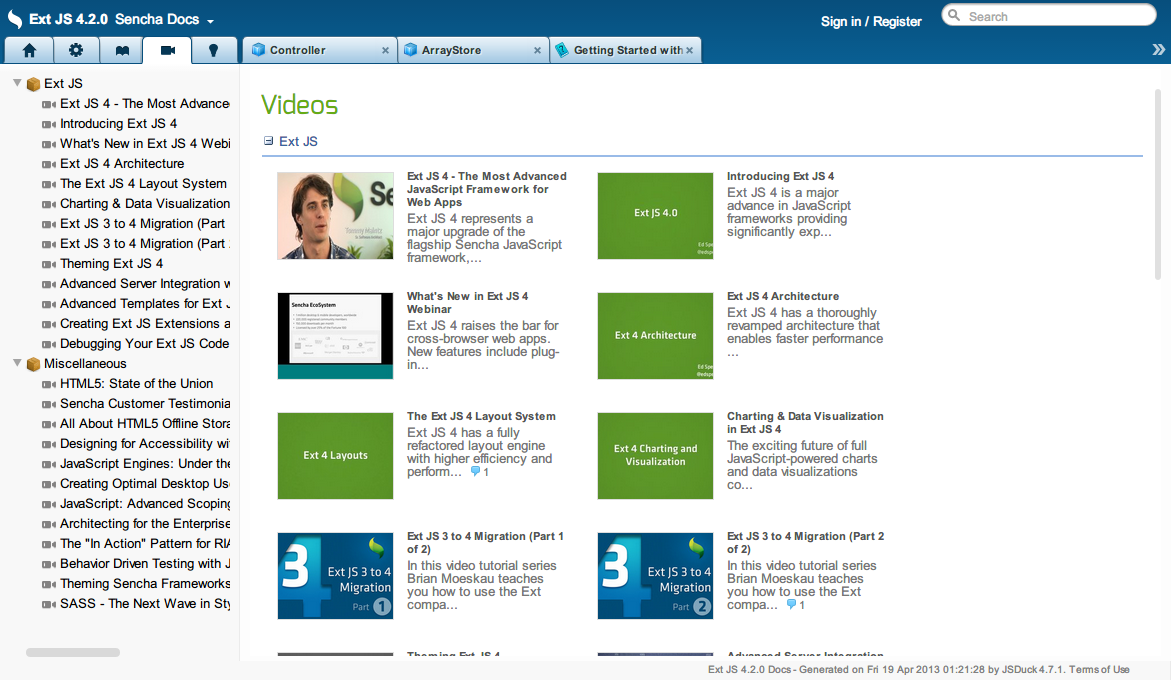 Ext JS 4.2.0 Sencha Docs
Sign in / Register
Search
Controller
ArrayStore
Getting Started with
Ext JS
Ext JS 4 - The Most Advance
Introducing Ext JS 4
What's New in Ext JS 4 Webi
Ext JS 4 Architecture
The Ext JS 4 Layout System
Charting & Data Visualization
Ext JS 3 to 4 Migration (Part
Ext JS 3 to 4 Migration (Part
Theming Ext JS 4
Advanced Server Integration w
Advanced Templates for Ext J
Creating Ext JS Extensions a
Debugging Your Ext JS Code
Miscellaneous
HTML5: State of the Union
Sencha Customer Testimonia
All About HTML5 Offline Stora
Designing for Accessibility wi
JavaScript Engines: Under the
Creating Optimal Desktop Us
JavaScript: Advanced Scoping
Architecting for the Enterprise
The "In Action" Pattern for RIA
Behavior Driven Testing with J
Theming Sencha Frameworks
SASS - The Next Wave in Sty
Videos
Ext JS
Ext JS 4 - The Most Advanced
JavaScript Framework for
Web Apps
Ext JS 4 represents a
major upgrade of the
flagship Sencha JavaScript
framework,...
Ext JS 4.0
Ed Spe
@edsp
Introducing Ext JS 4
Ext JS 4 is a major
advance in JavaScript
frameworks providing
significantly exp...
Sencha EcoSystem
What's New in Ext JS 4
Webinar
Ext JS 4 raises the bar for
cross-browser web apps.
New features include plug-
in...
Ext 4 Architecture
Ed Sp
@edspe
Ext JS 4 Architecture
Ext JS 4 has a thoroughly
revamped architecture that
enables faster performance
...
Ext 4 Layouts
The Ext JS 4 Layout System
Ext JS 4 has a fully
refactored layout engine
with higher efficiency and
perform... 1
Ext 4 Charting and
Visualization
Charting & Data Visualization
in Ext JS 4
The exciting future of full
JavaScript-powered charts
and data visualizations
co...
3
4
Ext JS 3 to 4
Migration
Part 1
Ext JS 3 to 4 Migration (Part 1
of 2)
In this video tutorial series
Brian Moeskau teaches
you how to use the Ext
compa...
3
4
Ext JS 3 to 4
Migration
Part 2
Ext JS 3 to 4 Migration (Part 2
of 2)
In this video tutorial series
Brian Moeskau teaches
you how to use the Ext
compa... 1
Theming Ext JS 4
Advanced Server Integration
Ext JS 4.2.0 Docs - Generated on Fri 19 Apr 2013 01:21:28 by JSDuck 4.7.1. Terms of Use